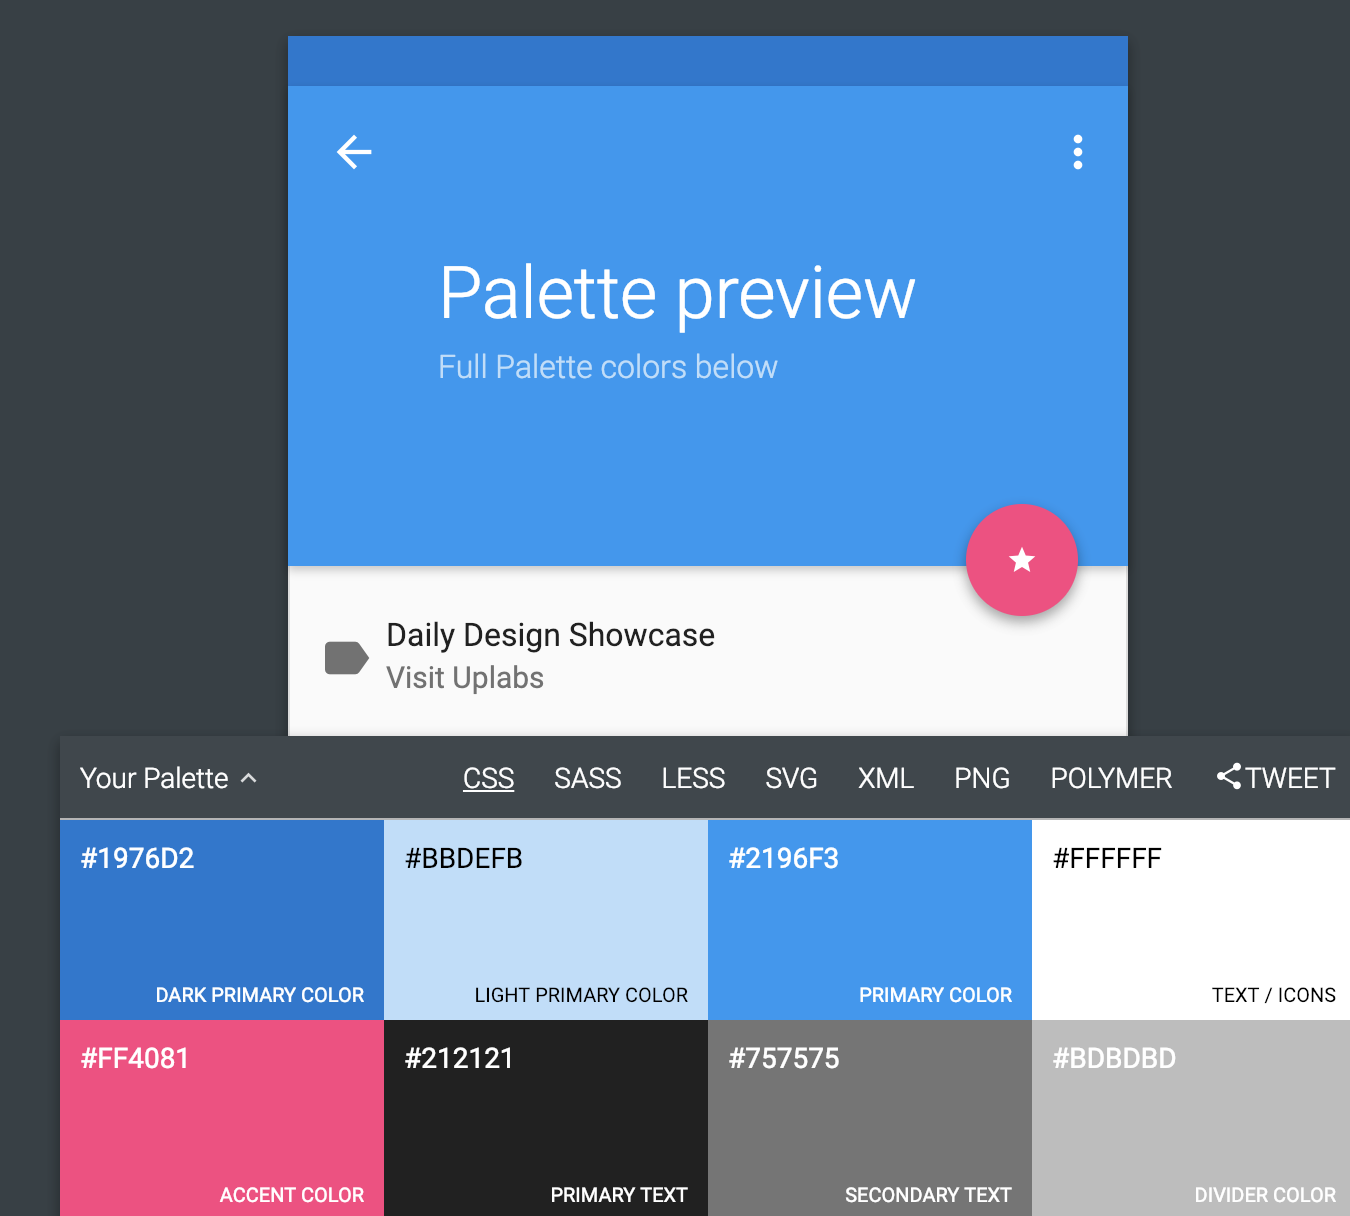 Palette preview
Full Palette colors below
Daily Design Showcase
Visit Uplabs
Your Palette CSS SASS LESS SVG XML PNG POLYMER TWEET
#1976D2 #BBDEFB #2196F3 #FFFFFF
DARK PRIMARY COLOR LIGHT PRIMARY COLOR PRIMARY COLOR TEXT / ICONS
#FF4081 #212121 #757575 #BDBDBD
ACCENT COLOR PRIMARY TEXT SECONDARY TEXT DIVIDER COLOR